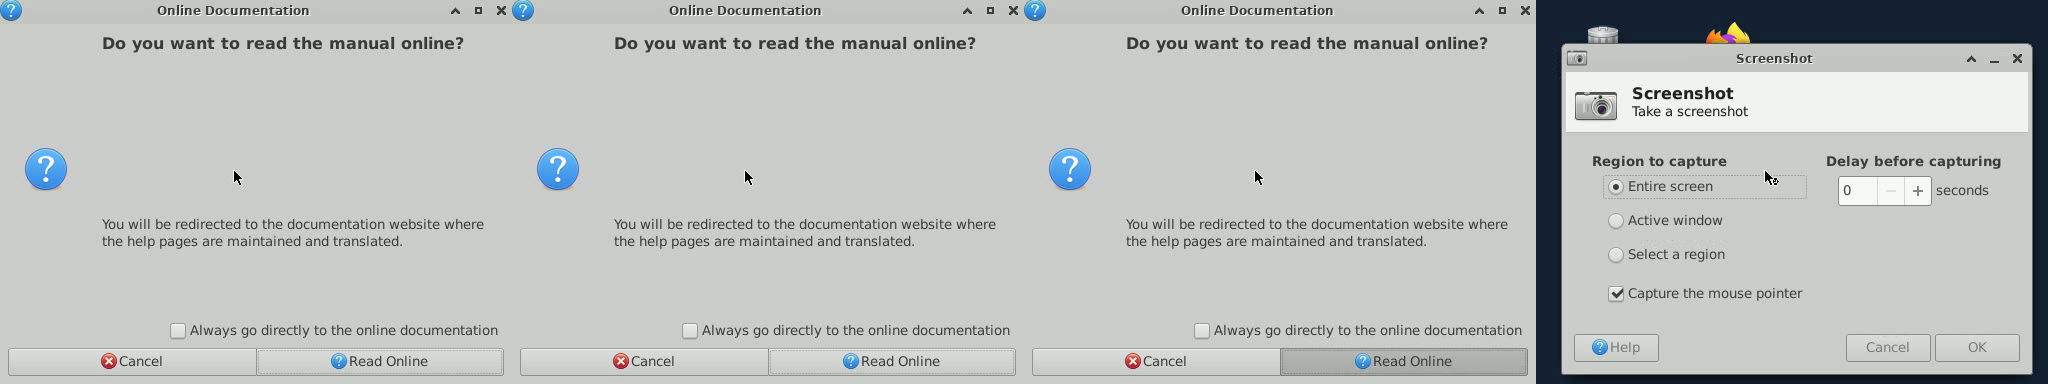 Online Documentation
Do you want to read the manual online?
You will be redirected to the documentation website where
the help pages are maintained and translated.
Always go directly to the online documentation
Cancel
Read Online
Online Documentation
Do you want to read the manual online?
You will be redirected to the documentation website where
the help pages are maintained and translated.
Always go directly to the online documentation
Cancel
Read Online
Online Documentation
Do you want to read the manual online?
You will be redirected to the documentation website where
the help pages are maintained and translated.
Always go directly to the online documentation
Cancel
Read Online
Screenshot
Screenshot
Take a screenshot
Region to capture
Entire screen
Active window
Select a region
Capture the mouse pointer
Delay before capturing
0 seconds
Help
Cancel
OK